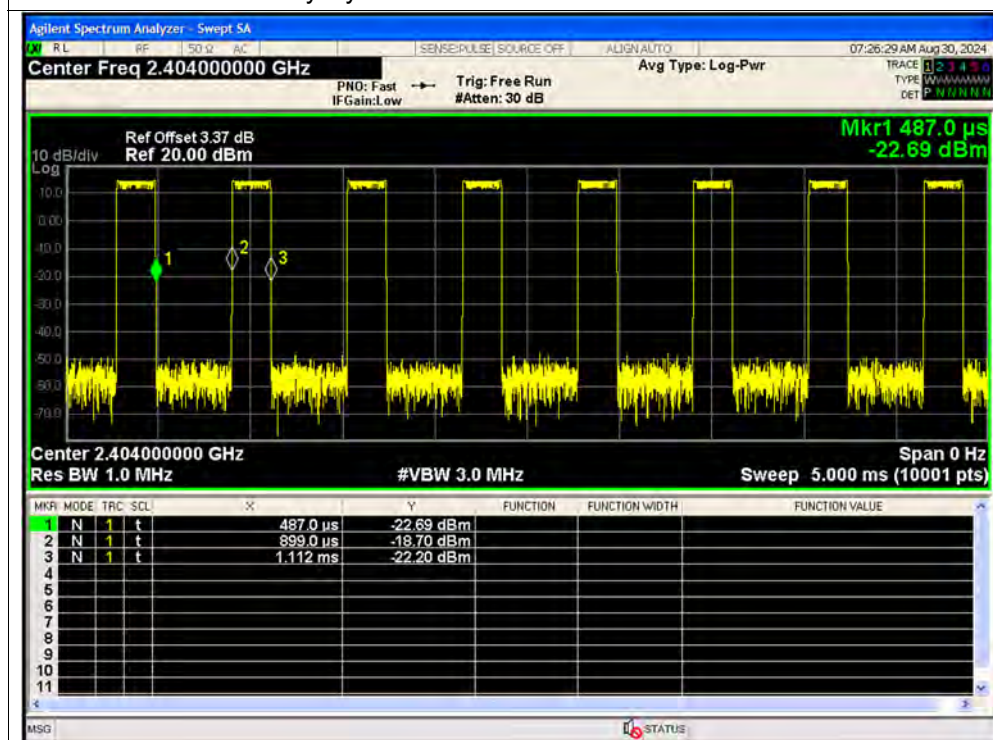 Agilent Spectrum Analyzer - Swept SA
RL RF 50 Ω AC SENSE:PULSE SOURCE OFF ALIGN AUTO 07:26:29 AM Aug 30, 2024
Center Freq 2.404000000 GHz Avg Type: Log-Pwr TRACE 1 2 3 4 5 6
PNO: Fast Trig: Free Run TYPE WWWWWW
IFGain:Low #Atten: 30 dB DET P N N N N N
Mkr1 487.0 µs
Ref Offset 3.37 dB
10 dB/div Ref 20.00 dBm -22.69 dBm
Log
10.0
0.00
-10.0
1 2 3
-20.0
-30.0
-40.0
-50.0
-60.0
-70.0
Center 2.404000000 GHz Span 0 Hz
Res BW 1.0 MHz #VBW 3.0 MHz Sweep 5.000 ms (10001 pts)
MKR MODE TRC SCL X Y FUNCTION FUNCTION WIDTH FUNCTION VALUE
1 N 1 t 487.0 µs -22.69 dBm
2 N 1 t 899.0 µs -18.70 dBm
3 N 1 t 1.112 ms -22.20 dBm
4
5
6
7
8
9
10
11
MSG STATUS